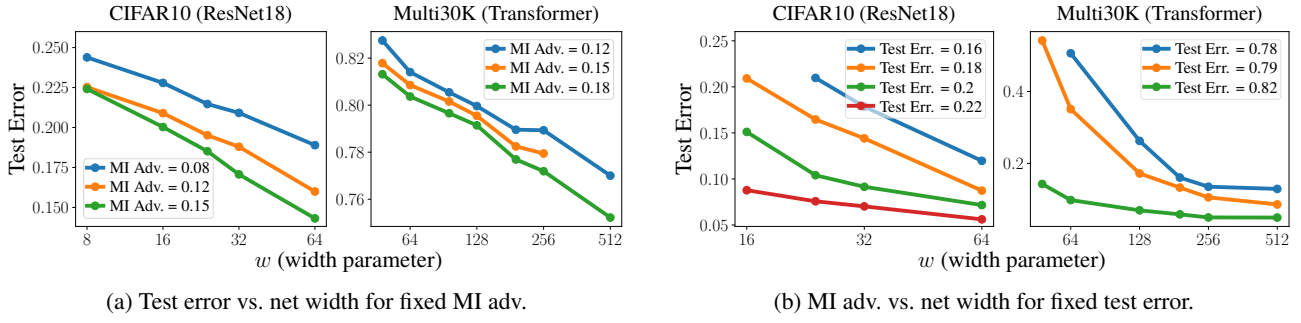 CIFAR10 (ResNet18)
Multi30K (Transformer)
Test Error
0.250
0.225
0.200
0.175
0.150
MI Adv. = 0.08
MI Adv. = 0.12
MI Adv. = 0.15
8
16
32
64
0.82
0.80
0.78
0.76
MI Adv. = 0.12
MI Adv. = 0.15
MI Adv. = 0.18
64
128
256
512
w (width parameter)
(a) Test error vs. net width for fixed MI adv.
CIFAR10 (ResNet18)
Multi30K (Transformer)
Test Error
0.25
0.20
0.15
0.10
0.05
Test Err. = 0.16
Test Err. = 0.18
Test Err. = 0.2
Test Err. = 0.22
16
32
64
0.4
0.2
Test Err. = 0.78
Test Err. = 0.79
Test Err. = 0.82
64
128
256
512
w (width parameter)
(b) MI adv. vs. net width for fixed test error.